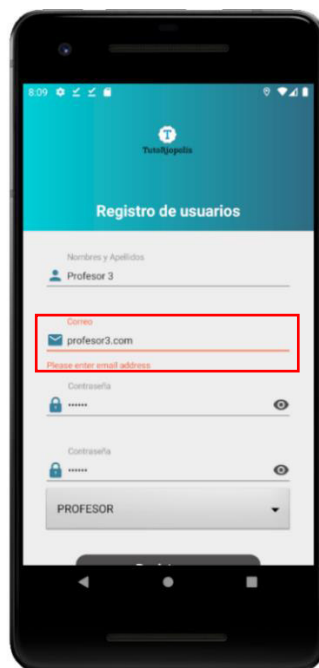 8:09
T
TutoRiopolis
Registro de usuarios
Nombres y Apellidos
Profesor 3
Correo
profesor3.com
Please enter email address
Contraseña
••••••
Contraseña
••••••
PROFESOR